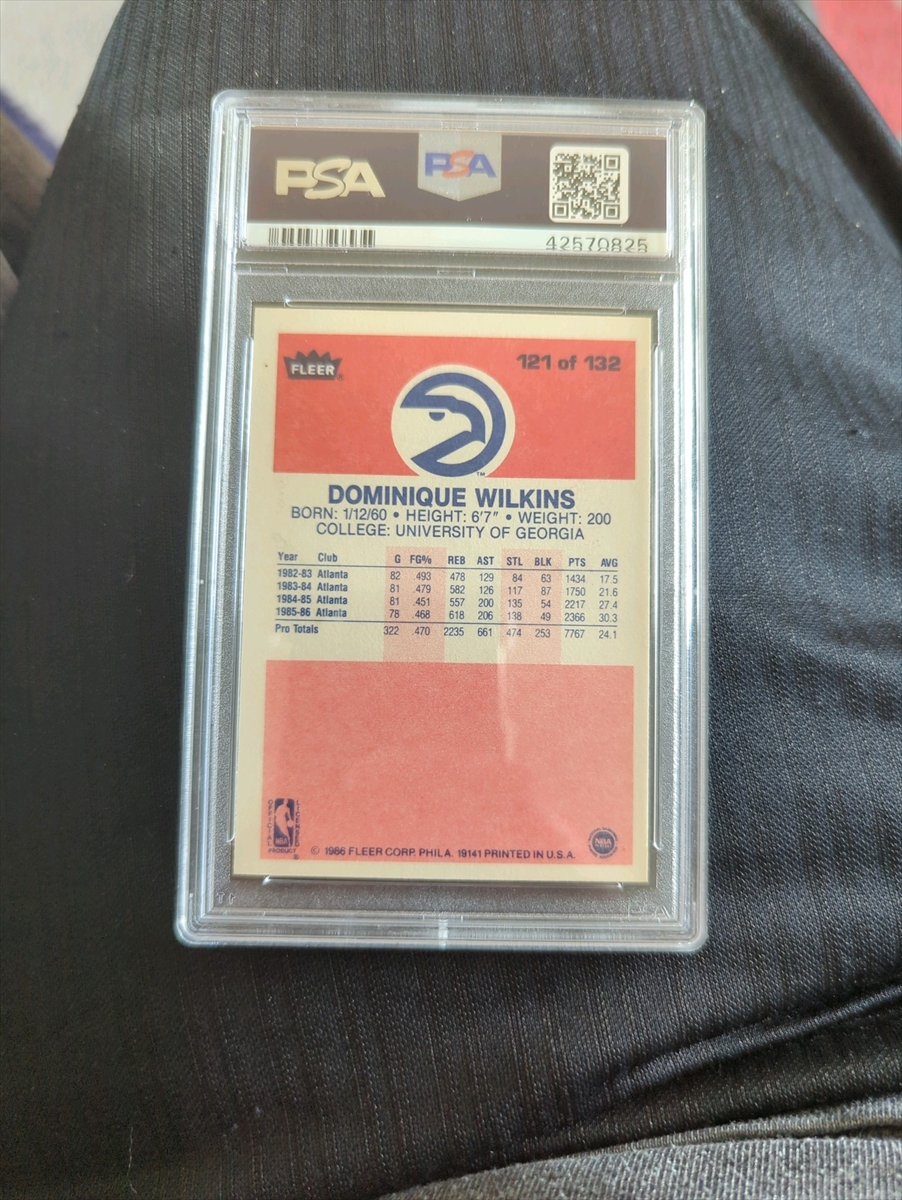 PSA PSA
42570825
FLEER® 121 of 132
TM
DOMINIQUE WILKINS
BORN: 1/12/60 • HEIGHT: 6'7" • WEIGHT: 200
COLLEGE: UNIVERSITY OF GEORGIA
Year Club G FG% REB AST STL BLK PTS AVG
1982-83 Atlanta 82 .493 478 129 84 63 1434 17.5
1983-84 Atlanta 81 .479 582 126 117 87 1750 21.6
1984-85 Atlanta 81 .451 557 200 135 54 2217 27.4
1985-86 Atlanta 78 .468 618 206 138 49 2366 30.3
Pro Totals 322 .470 2235 661 474 253 7767 24.1
OFFICIAL LICENSED
NBA
PRODUCT ®
© 1986 FLEER CORP. PHILA. 19141 PRINTED IN U.S.A.